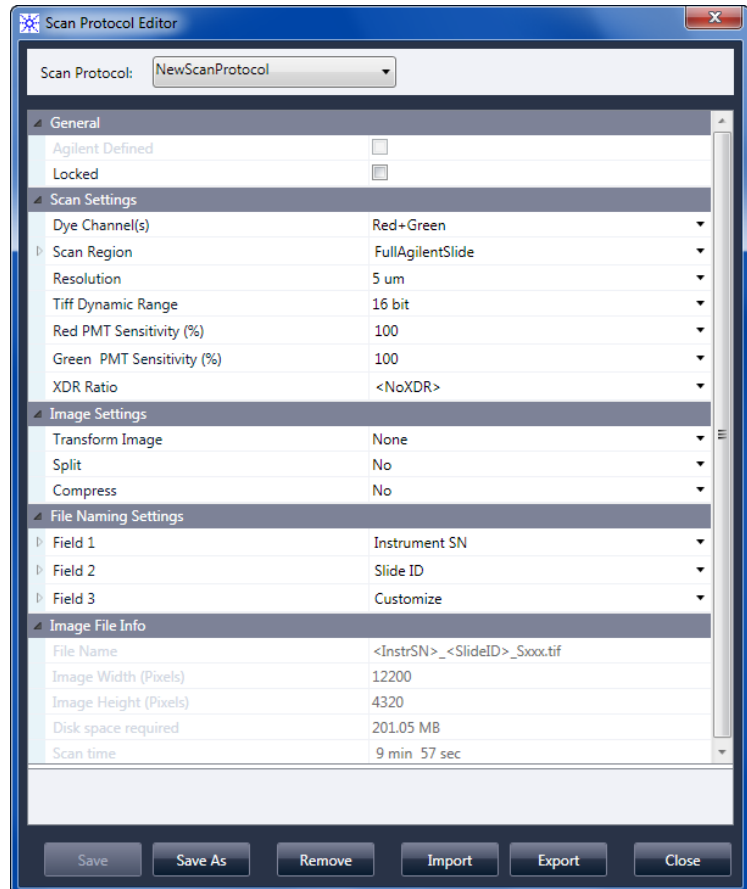 Scan Protocol Editor
x
Scan Protocol: NewScanProtocol
General
Agilent Defined
Locked
Scan Settings
Dye Channel(s) Red+Green
Scan Region FullAgilentSlide
Resolution 5 um
Tiff Dynamic Range 16 bit
Red PMT Sensitivity (%) 100
Green PMT Sensitivity (%) 100
XDR Ratio <NoXDR>
Image Settings
Transform Image None
Split No
Compress No
File Naming Settings
Field 1 Instrument SN
Field 2 Slide ID
Field 3 Customize
Image File Info
File Name <InstrSN>_<SlideID>_Sxxx.tif
Image Width (Pixels) 12200
Image Height (Pixels) 4320
Disk space required 201.05 MB
Scan time 9 min 57 sec
Save Save As Remove Import Export Close